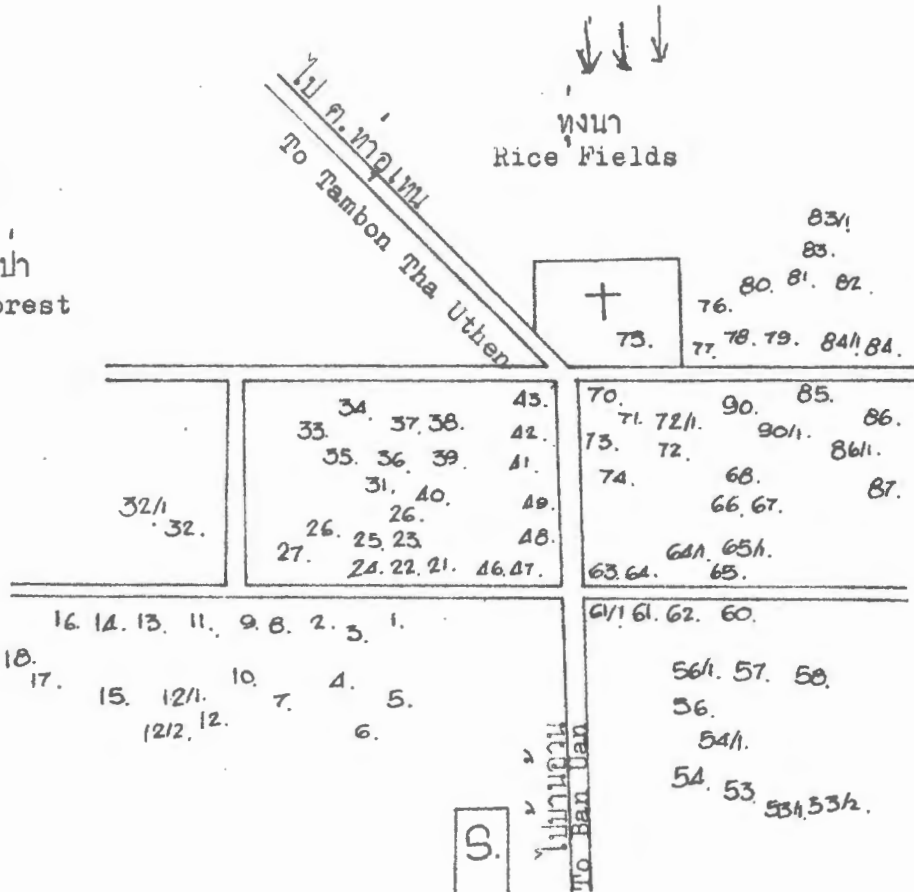 ไป ต.ท่าอุเทน
To Tambon Tha Uthen
ทุ่งนา
Rice Fields
ป่า
orest
83/1
83.
80. 81. 82.
76.
75.
77. 78. 79. 84/1 84.
34. 43. 70. 90. 85.
33. 37. 38. 42. 71. 72/1. 90/1. 86.
35. 36. 39. 41. 73. 72. 86/1.
31. 40. 74. 68. 87.
32/1 26. 49. 66. 67.
32. 26. 25. 23. 48. 64/1 65/1.
27. 24. 22. 21. 46. 47. 63. 64. 65.
16. 14. 13. 11. 9. 8. 2. 3. 1. 61/1 61. 62. 60.
18.
17. 15. 12/1. 10. 7. 4. 5. 56/1. 57. 58.
12/2. 12. 6. 56.
54/1.
54. 53. 53/1. 53/2.
ไปบ้านอ้วน
To Ban Uan
S.